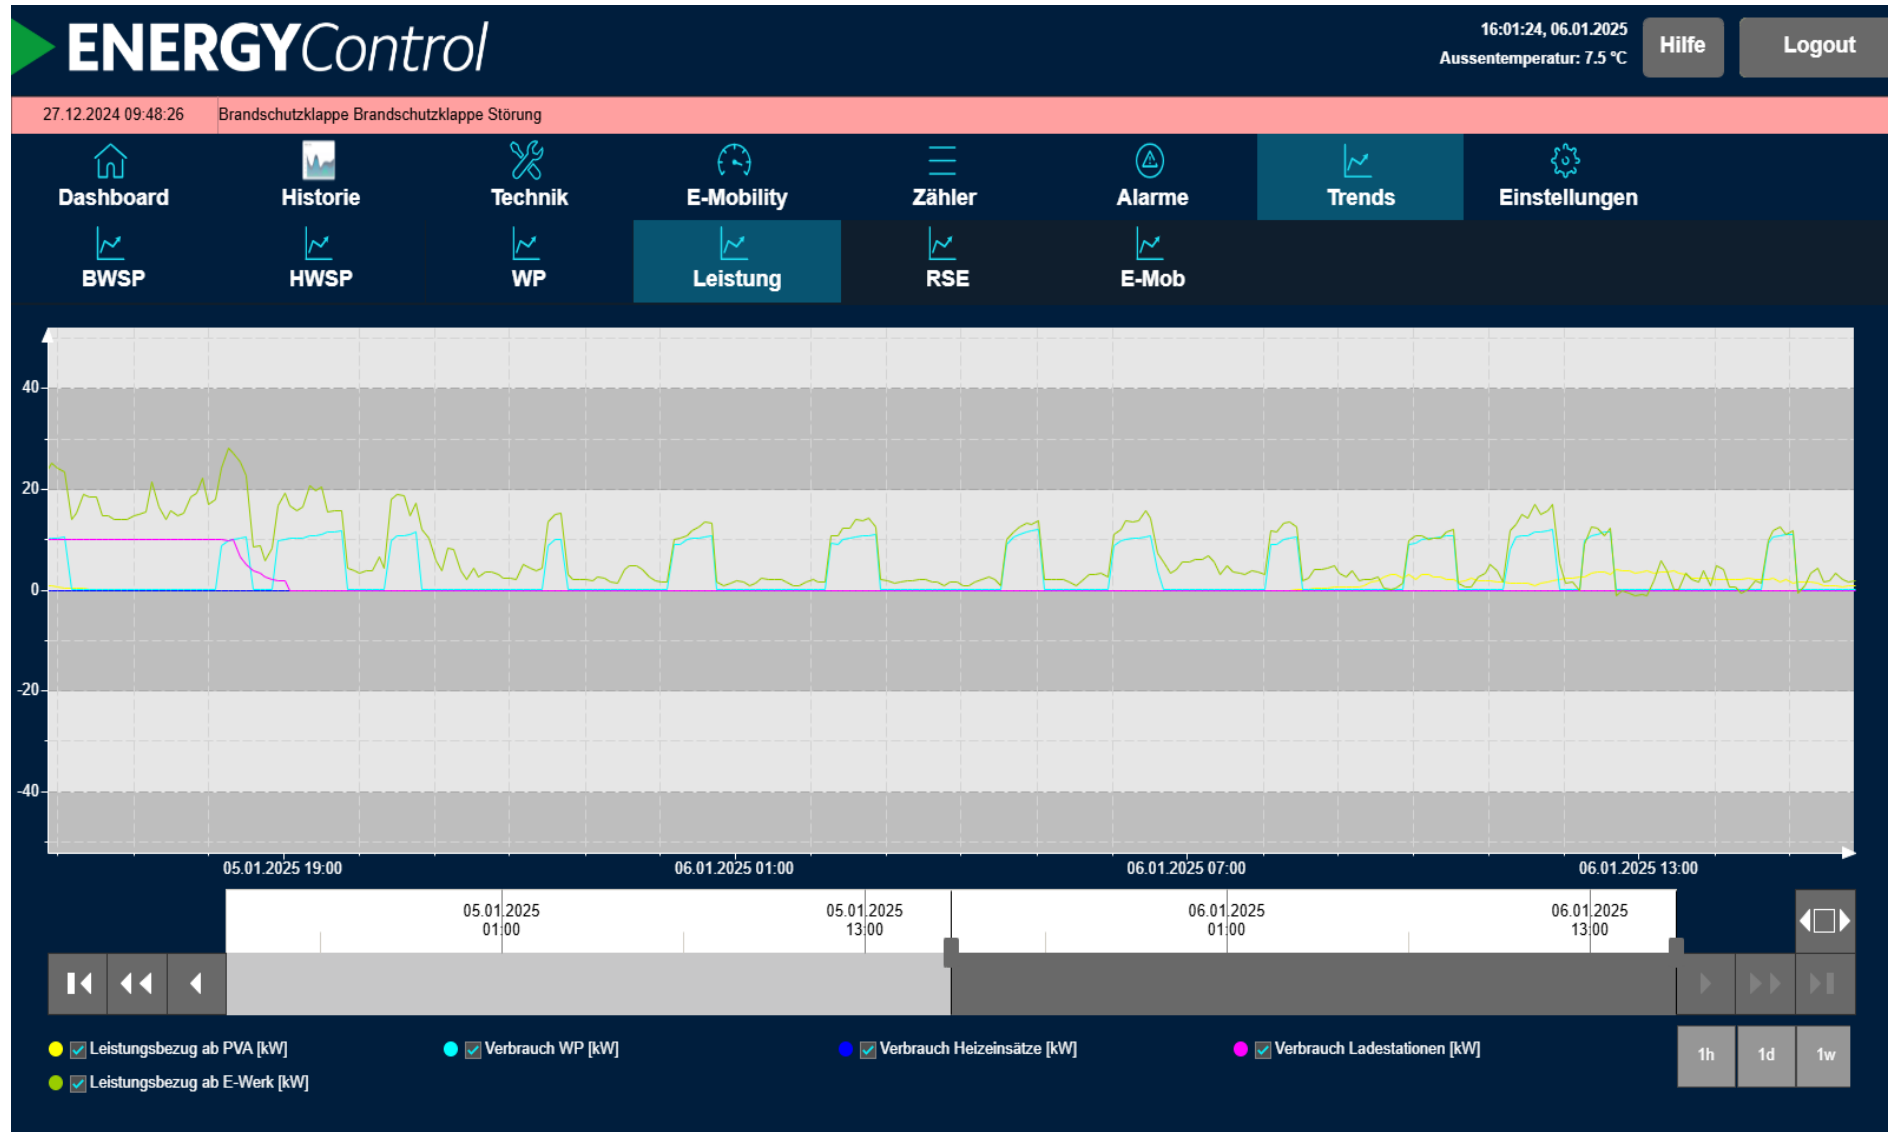 ENERGYControl
16:01:24, 06.01.2025
Aussentemperatur: 7.5 °C
Hilfe
Logout
27.12.2024 09:48:26 Brandschutzklappe Brandschutzklappe Störung
Dashboard Historie Technik E-Mobility Zähler Alarme Trends Einstellungen
BWSP HWSP WP Leistung RSE E-Mob
40
20
0
-20
-40
05.01.2025 19:00 06.01.2025 01:00 06.01.2025 07:00 06.01.2025 13:00
05.01.2025 05.01.2025 06.01.2025 06.01.2025
01:00 13:00 01:00 13:00
Leistungsbezug ab PVA [kW] Verbrauch WP [kW] Verbrauch Heizeinsätze [kW] Verbrauch Ladestationen [kW]
1h 1d 1w
Leistungsbezug ab E-Werk [kW]